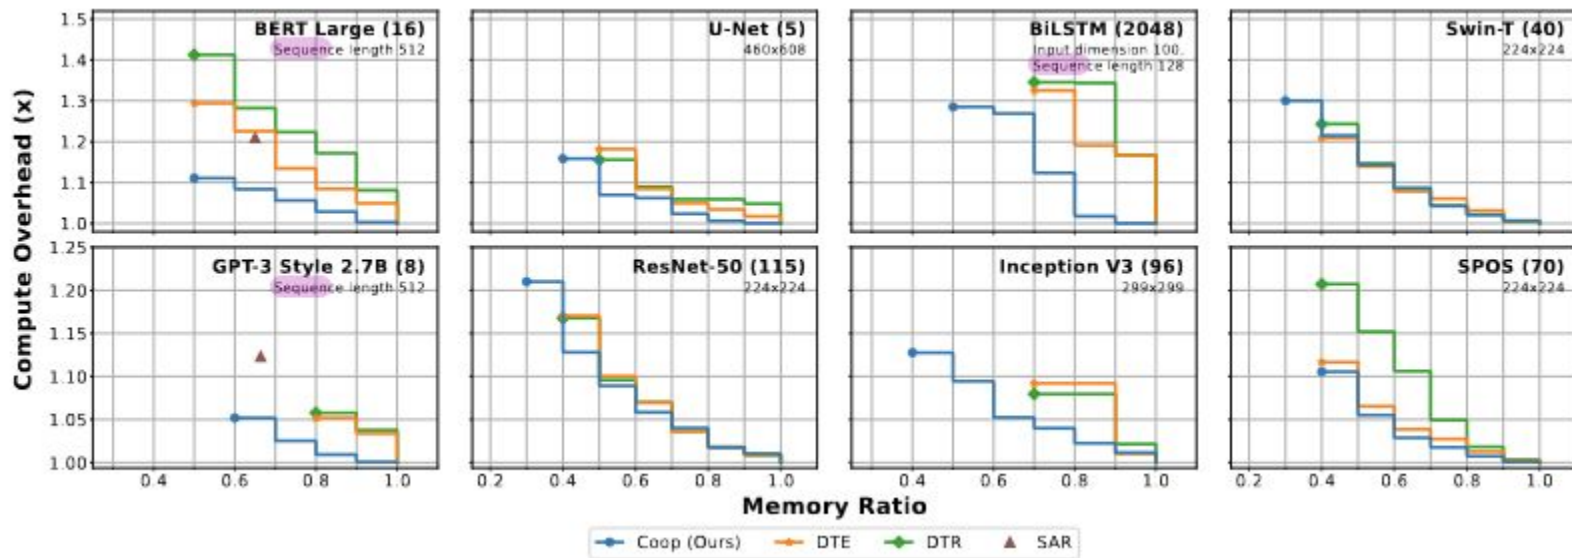 BERT Large (16)
Sequence length 512
U-Net (5)
460x608
BiLSTM (2048)
Input dimension 100.
Sequence length 128
Swin-T (40)
224x224
1.5
1.4
1.3
1.2
1.1
1.0
Compute Overhead (x)
GPT-3 Style 2.7B (8)
Sequence length 512
ResNet-50 (115)
224x224
Inception V3 (96)
299x299
SPOS (70)
224x224
1.25
1.20
1.15
1.10
1.05
1.00
0.4 0.6 0.8 1.0
0.2 0.4 0.6 0.8 1.0
0.4 0.6 0.8 1.0
0.2 0.4 0.6 0.8 1.0
Memory Ratio
Coop (Ours) DTE DTR SAR